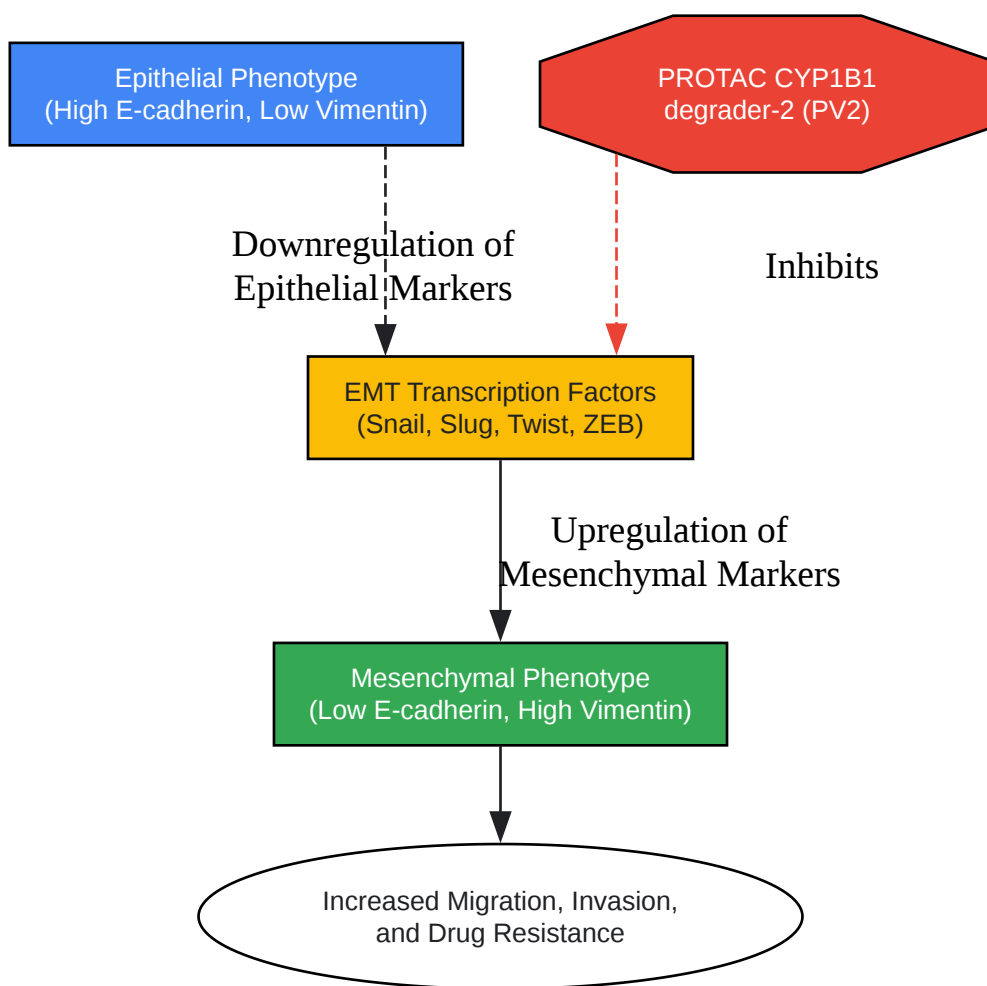 Epithelial Phenotype
(High E-cadherin, Low Vimentin)
PROTAC CYP1B1
degrader-2 (PV2)
Downregulation of
Epithelial Markers
Inhibits
EMT Transcription Factors
(Snail, Slug, Twist, ZEB)
Upregulation of
Mesenchymal Markers
Mesenchymal Phenotype
(Low E-cadherin, High Vimentin)
Increased Migration, Invasion,
and Drug Resistance